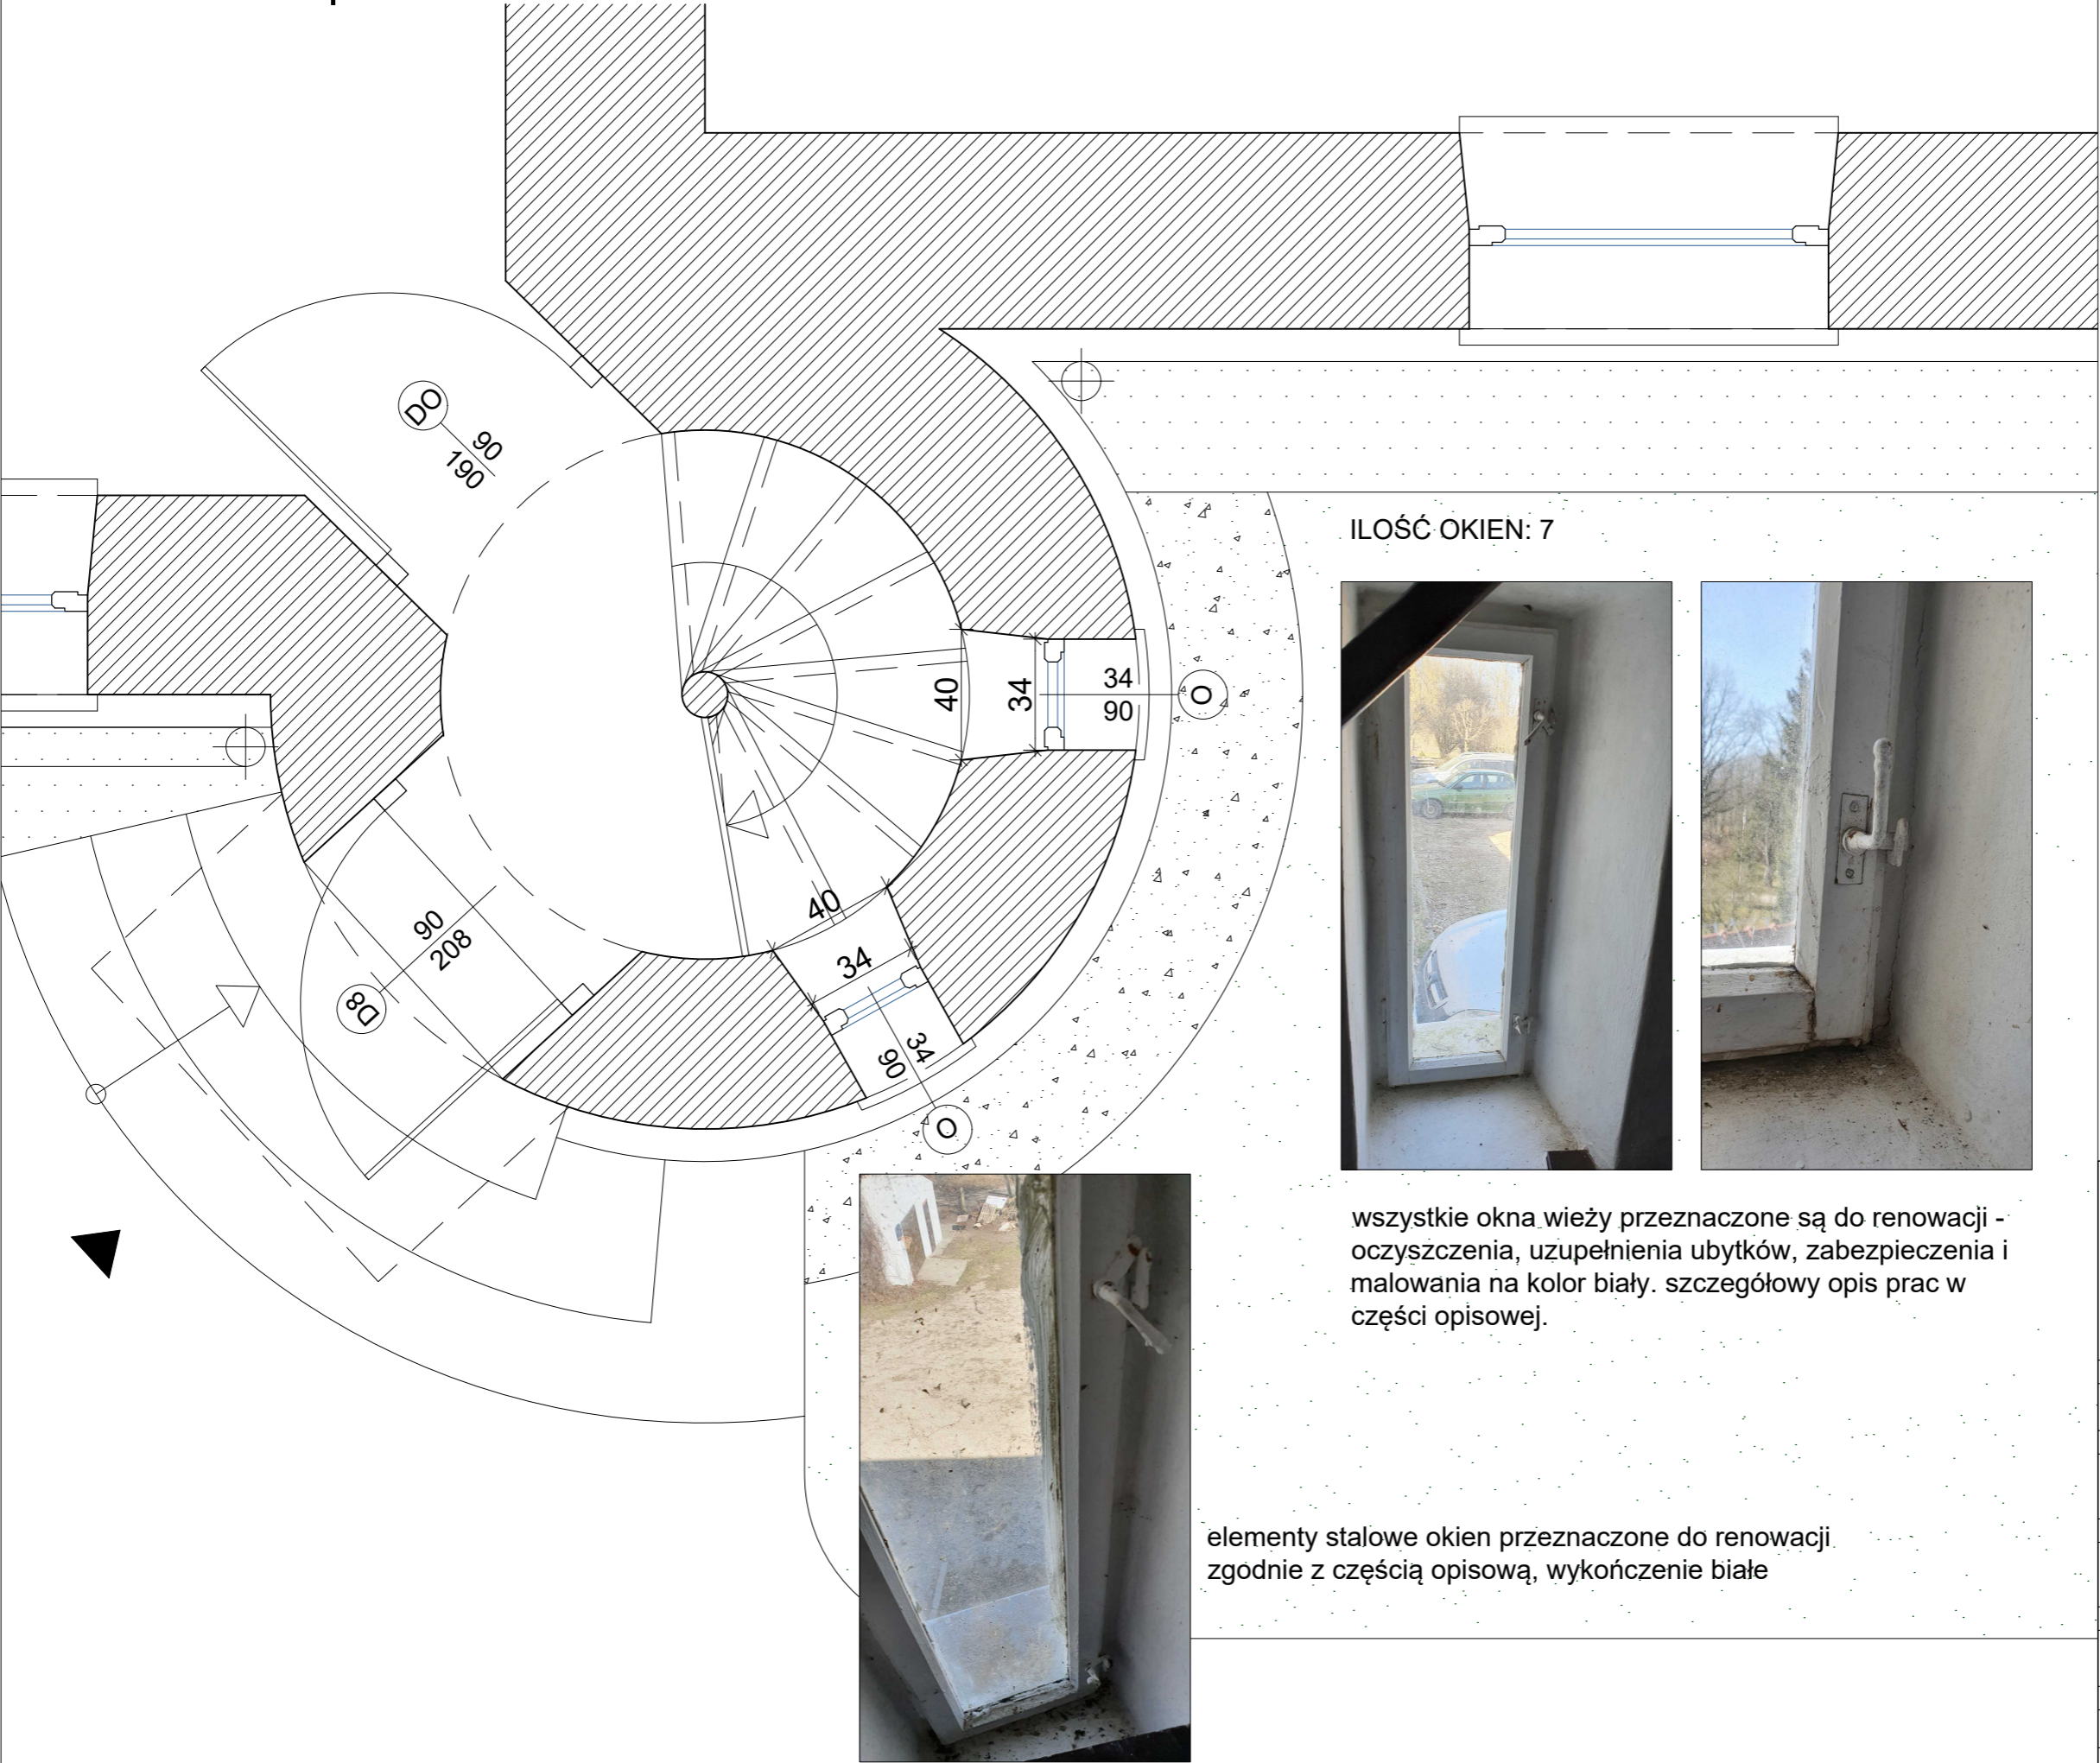 DO
90
190
ILOŚĆ OKIEN: 7
40
34
34
90
O
40
34
34
90
O
90
208
D8
wszystkie okna wieży przeznaczone są do renowacji -
oczyszczenia, uzupełnienia ubytków, zabezpieczenia i
malowania na kolor biały. szczegółowy opis prac w
części opisowej.
elementy stalowe okien przeznaczone do renowacji
zgodnie z częścią opisową, wykończenie białe